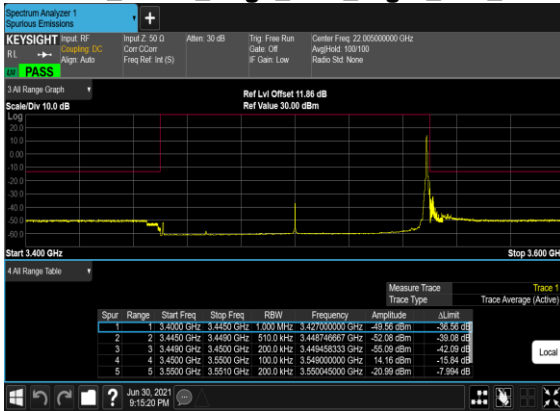 Spectrum Analyzer 1
Spurious Emissions
+
KEYSIGHT Input: RF Input Z: 50 Ω Atten: 30 dB Trig: Free Run Center Freq: 22.005000000 GHz
RL Coupling: DC Corr CCorr Gate: Off Avg|Hold: 100/100
Align: Auto Freq Ref: Int (S) IF Gain: Low Radio Std: None
PASS
3 All Range Graph
Ref Lvl Offset 11.86 dB
Scale/Div 10.0 dB Ref Value 30.00 dBm
Log
20.0
10.0
0.00
-10.0
-20.0
-30.0
-40.0
-50.0
-60.0
Start 3.400 GHz Stop 3.600 GH
4 All Range Table
Measure Trace Trace 1
Trace Type Trace Average (Active)
Spur Range Start Freq Stop Freq RBW Frequency Amplitude ΔLimit
1 1 3.4000 GHz 3.4450 GHz 1.000 MHz 3.427000000 GHz -49.56 dBm -36.56 dB
2 2 3.4450 GHz 3.4490 GHz 510.0 kHz 3.448746667 GHz -52.08 dBm -39.08 dB
3 3 3.4490 GHz 3.4500 GHz 200.0 kHz 3.449458333 GHz -55.09 dBm -42.09 dB
4 4 3.4500 GHz 3.5500 GHz 100.0 kHz 3.549000000 GHz 14.16 dBm -15.84 dB
5 5 3.5500 GHz 3.5510 GHz 200.0 kHz 3.550045000 GHz -20.99 dBm -7.994 dB
Local
? Jun 30, 2021
9:15:20 PM